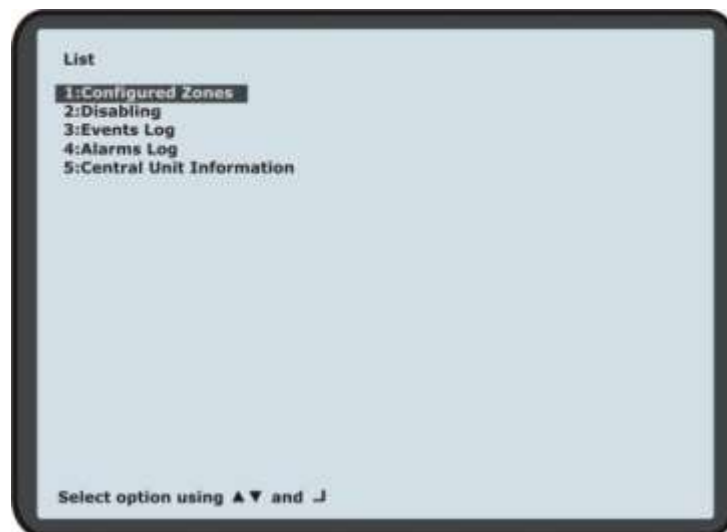 List
1:Configured Zones
2:Disabling
3:Events Log
4:Alarms Log
5:Central Unit Information
Select option using ▲▼ and ↵